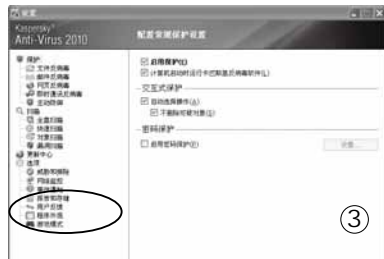 设置
Kaspersky
Anti-Virus 2010
配置常规保护设置
保护
文件反病毒
邮件反病毒
网页反病毒
即时通讯反病毒
主动防御
扫描
全盘扫描
快速扫描
对象扫描
漏洞扫描
更新中心
选项
威胁和排除
网络监控
报告和存储
用户反馈
程序外观
游戏模式
启用保护(E)
计算机启动时运行卡巴斯基反病毒软件(L)
交互式保护
自动选择操作(A)
不删除可疑对象(D)
密码保护
启用密码保护(P)
设置...
③